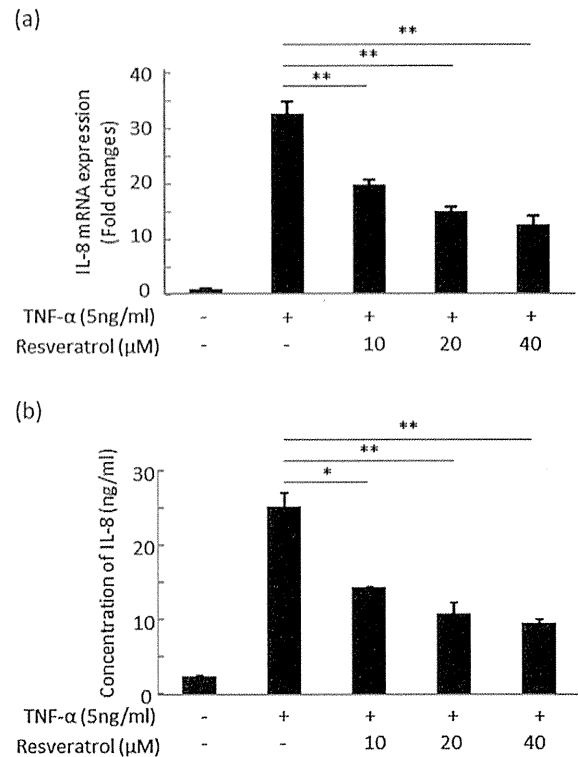 (a)
** 
**
**
IL-8 mRNA expression
(Fold changes)
40
30
20
10
0
TNF-α (5ng/ml) - + + + +
Resveratrol (μM) - - 10 20 40
(b)
**
**
*
Concentration of IL-8 (ng/ml)
30
20
10
0
TNF-α (5ng/ml) - + + + +
Resveratrol (μM) - - 10 20 40